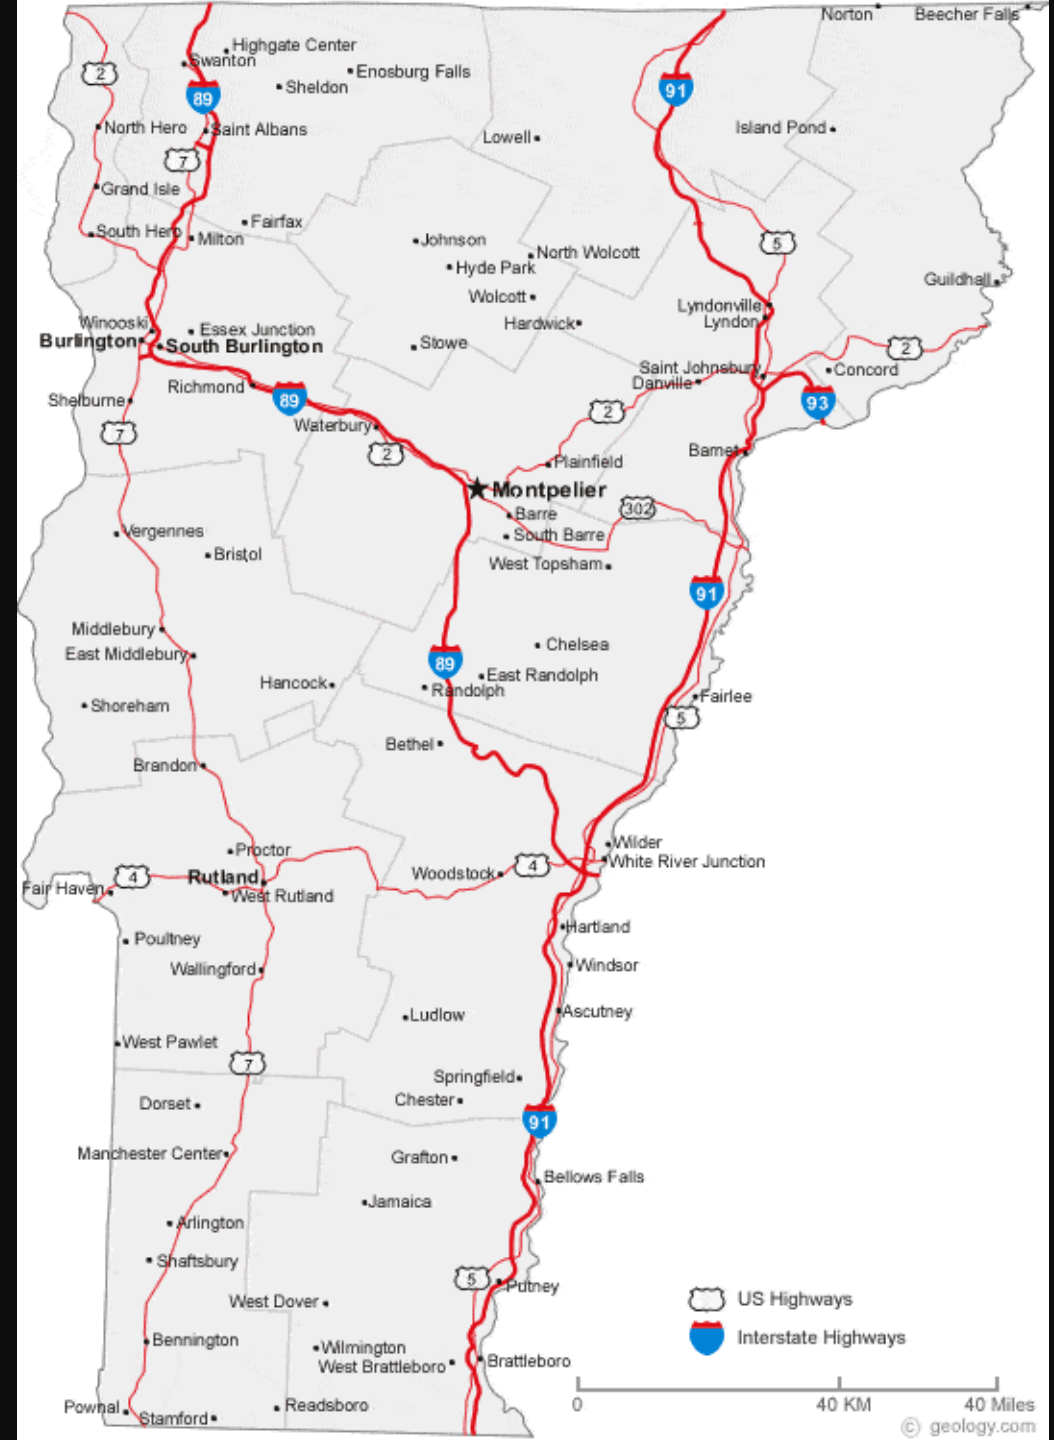 Norton
Beecher Falls
Highgate Center
Swanton
Enosburg Falls
2
Sheldon
89
91
North Hero
Saint Albans
Island Pond
Lowell
7
Grand Isle
Fairfax
South Hero
Milton
Johnson
5
North Wolcott
Hyde Park
Guildhall
Wolcott
Lyndonville
Winooski
Essex Junction
Hardwick
Lyndon
Burlington
South Burlington
Stowe
2
Saint Johnsbury
Concord
Richmond
Danville
89
Shelburne
93
2
Waterbury
7
2
Barnet
Plainfield
Montpelier
302
Barre
Vergennes
South Barre
Bristol
West Topsham
91
Middlebury
Chelsea
East Middlebury
89
East Randolph
Hancock
Randolph
Fairlee
Shoreham
5
Bethel
Brandon
Wilder
Proctor
White River Junction
4
Woodstock
4
Rutland
Fair Haven
West Rutland
Hartland
Poultney
Windsor
Wallingford
Ascutney
Ludlow
West Pawlet
7
Springfield
Chester
Dorset
91
Manchester Center
Grafton
Bellows Falls
Jamaica
Arlington
Shaftsbury
5
Putney
US Highways
West Dover
Bennington
Interstate Highways
Wilmington
West Brattleboro
Brattleboro
Pownal
Readsboro
0
40 KM
40 Miles
Stamford
© geology.com